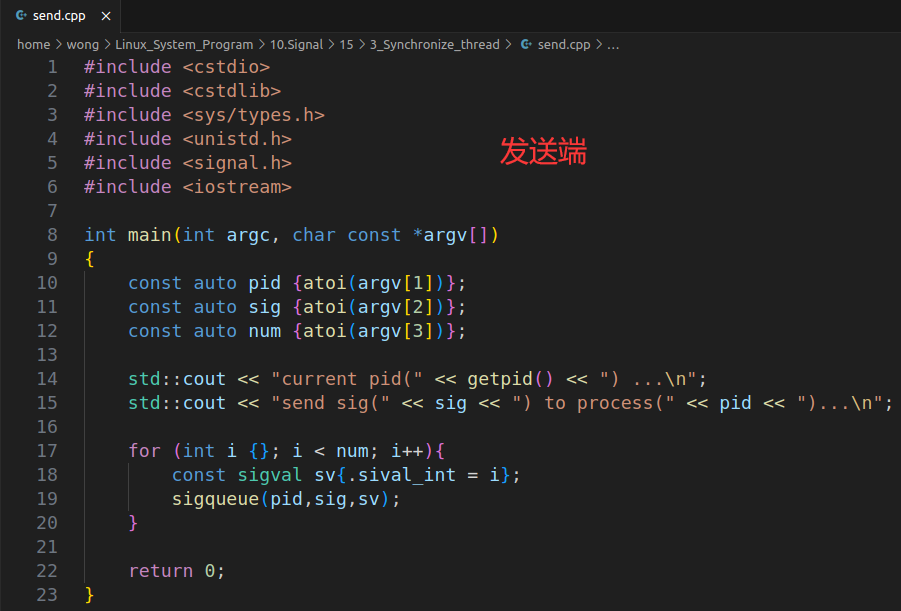 send.cpp
home > wong > Linux_System_Program > 10.Signal > 15 > 3_Synchronize_thread > send.cpp > ...
1 #include <cstdio>
2 #include <cstdlib>
3 #include <sys/types.h>
4 #include <unistd.h>
发送端
5 #include <signal.h>
6 #include <iostream>
7
8 int main(int argc, char const *argv[])
9 {
10     const auto pid {atoi(argv[1])};
11     const auto sig {atoi(argv[2])};
12     const auto num {atoi(argv[3])};
13
14     std::cout << "current pid(" << getpid() << ") ...\n";
15     std::cout << "send sig(" << sig << ") to process(" << pid << ")...\n";
16
17     for (int i {}; i < num; i++){
18         const sigval sv{.sival_int = i};
19         sigqueue(pid,sig,sv);
20     }
21
22     return 0;
23 }